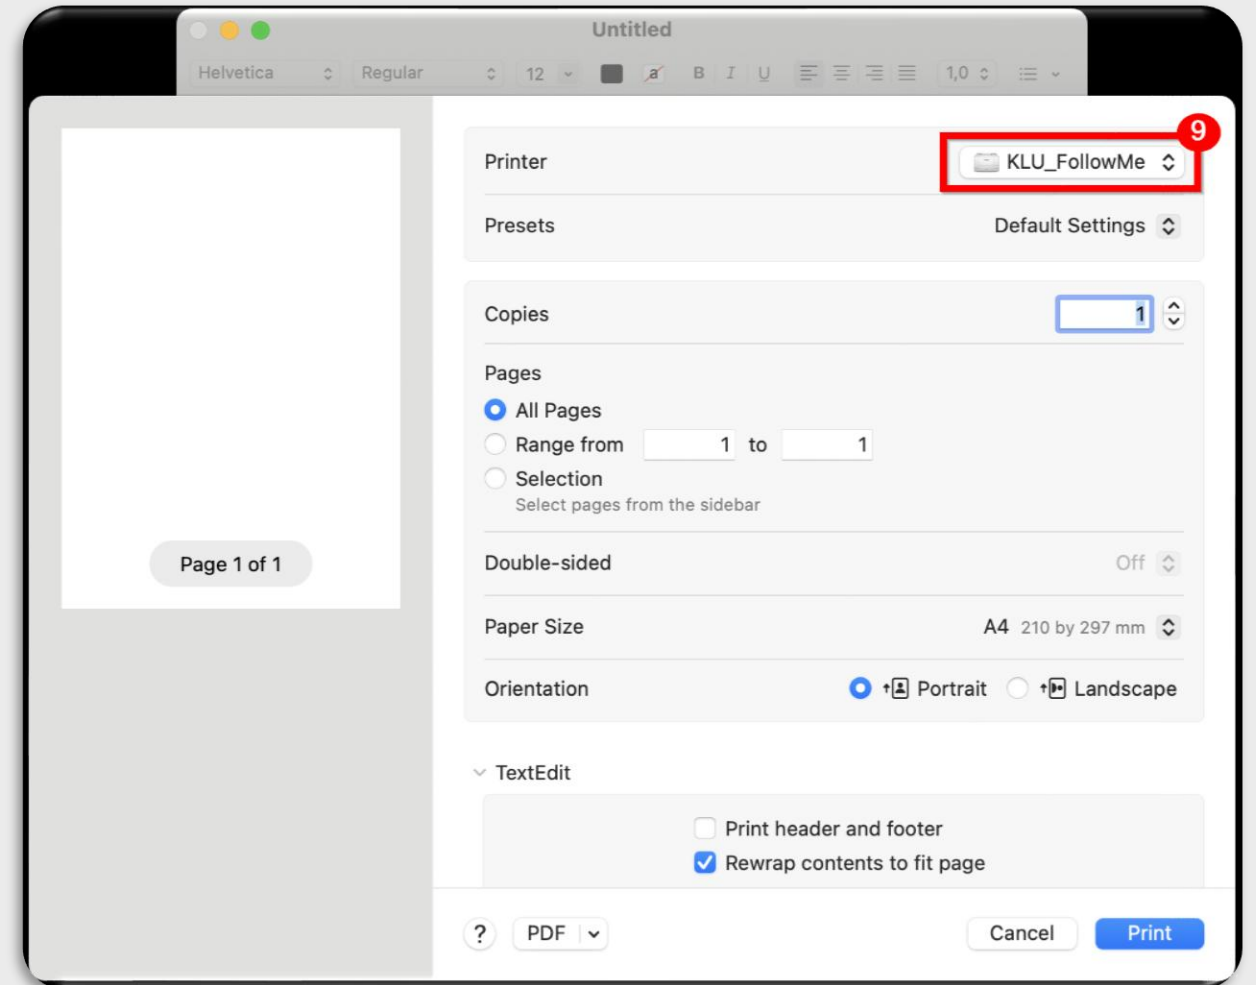 Untitled
Helvetica Regular 12 a B I U 1,0
9
Printer KLU_FollowMe
Presets Default Settings
Copies 1
Pages
All Pages
Range from 1 to 1
Selection
Select pages from the sidebar
Page 1 of 1
Double-sided Off
Paper Size A4 210 by 297 mm
Orientation Portrait Landscape
TextEdit
Print header and footer
Rewrap contents to fit page
? PDF Cancel Print